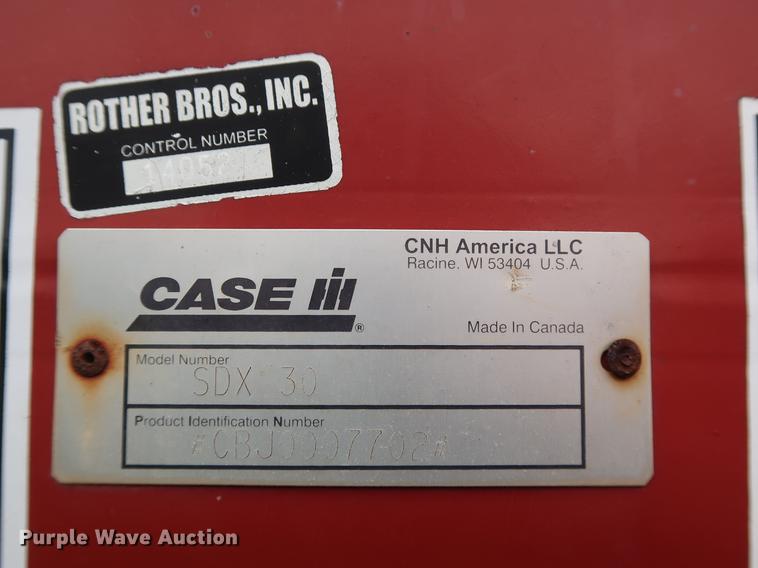 ROTHER BROS., INC.
CONTROL NUMBER
CNH America LLC
Racine. WI 53404 U.S.A.
CASE IH
®
Made In Canada
Model Number
SDX 30
Product Identification Number
#CBJ0007702#
Purple Wave Auction